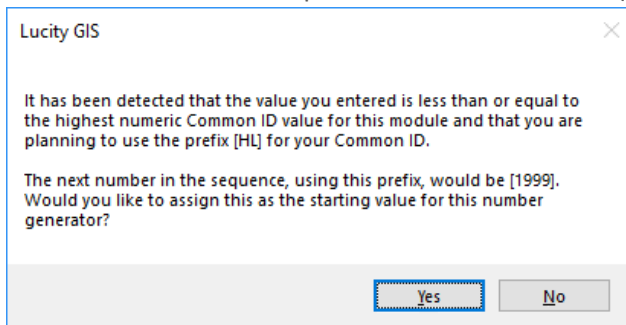 Lucity GIS
It has been detected that the value you entered is less than or equal to
the highest numeric Common ID value for this module and that you are
planning to use the prefix [HL] for your Common ID.
The next number in the sequence, using this prefix, would be [1999].
Would you like to assign this as the starting value for this number
generator?
Yes No